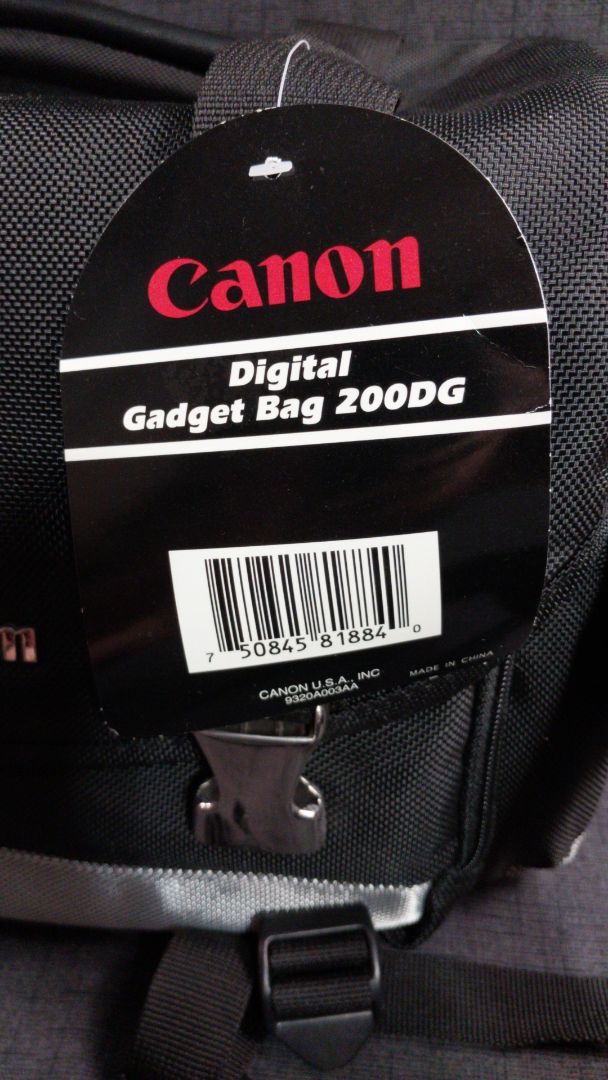 Canon
Digital
Gadget Bag 200DG
7 50845 81884 0
CANON U.S.A., INC
9320A003AA
MADE IN CHINA
n